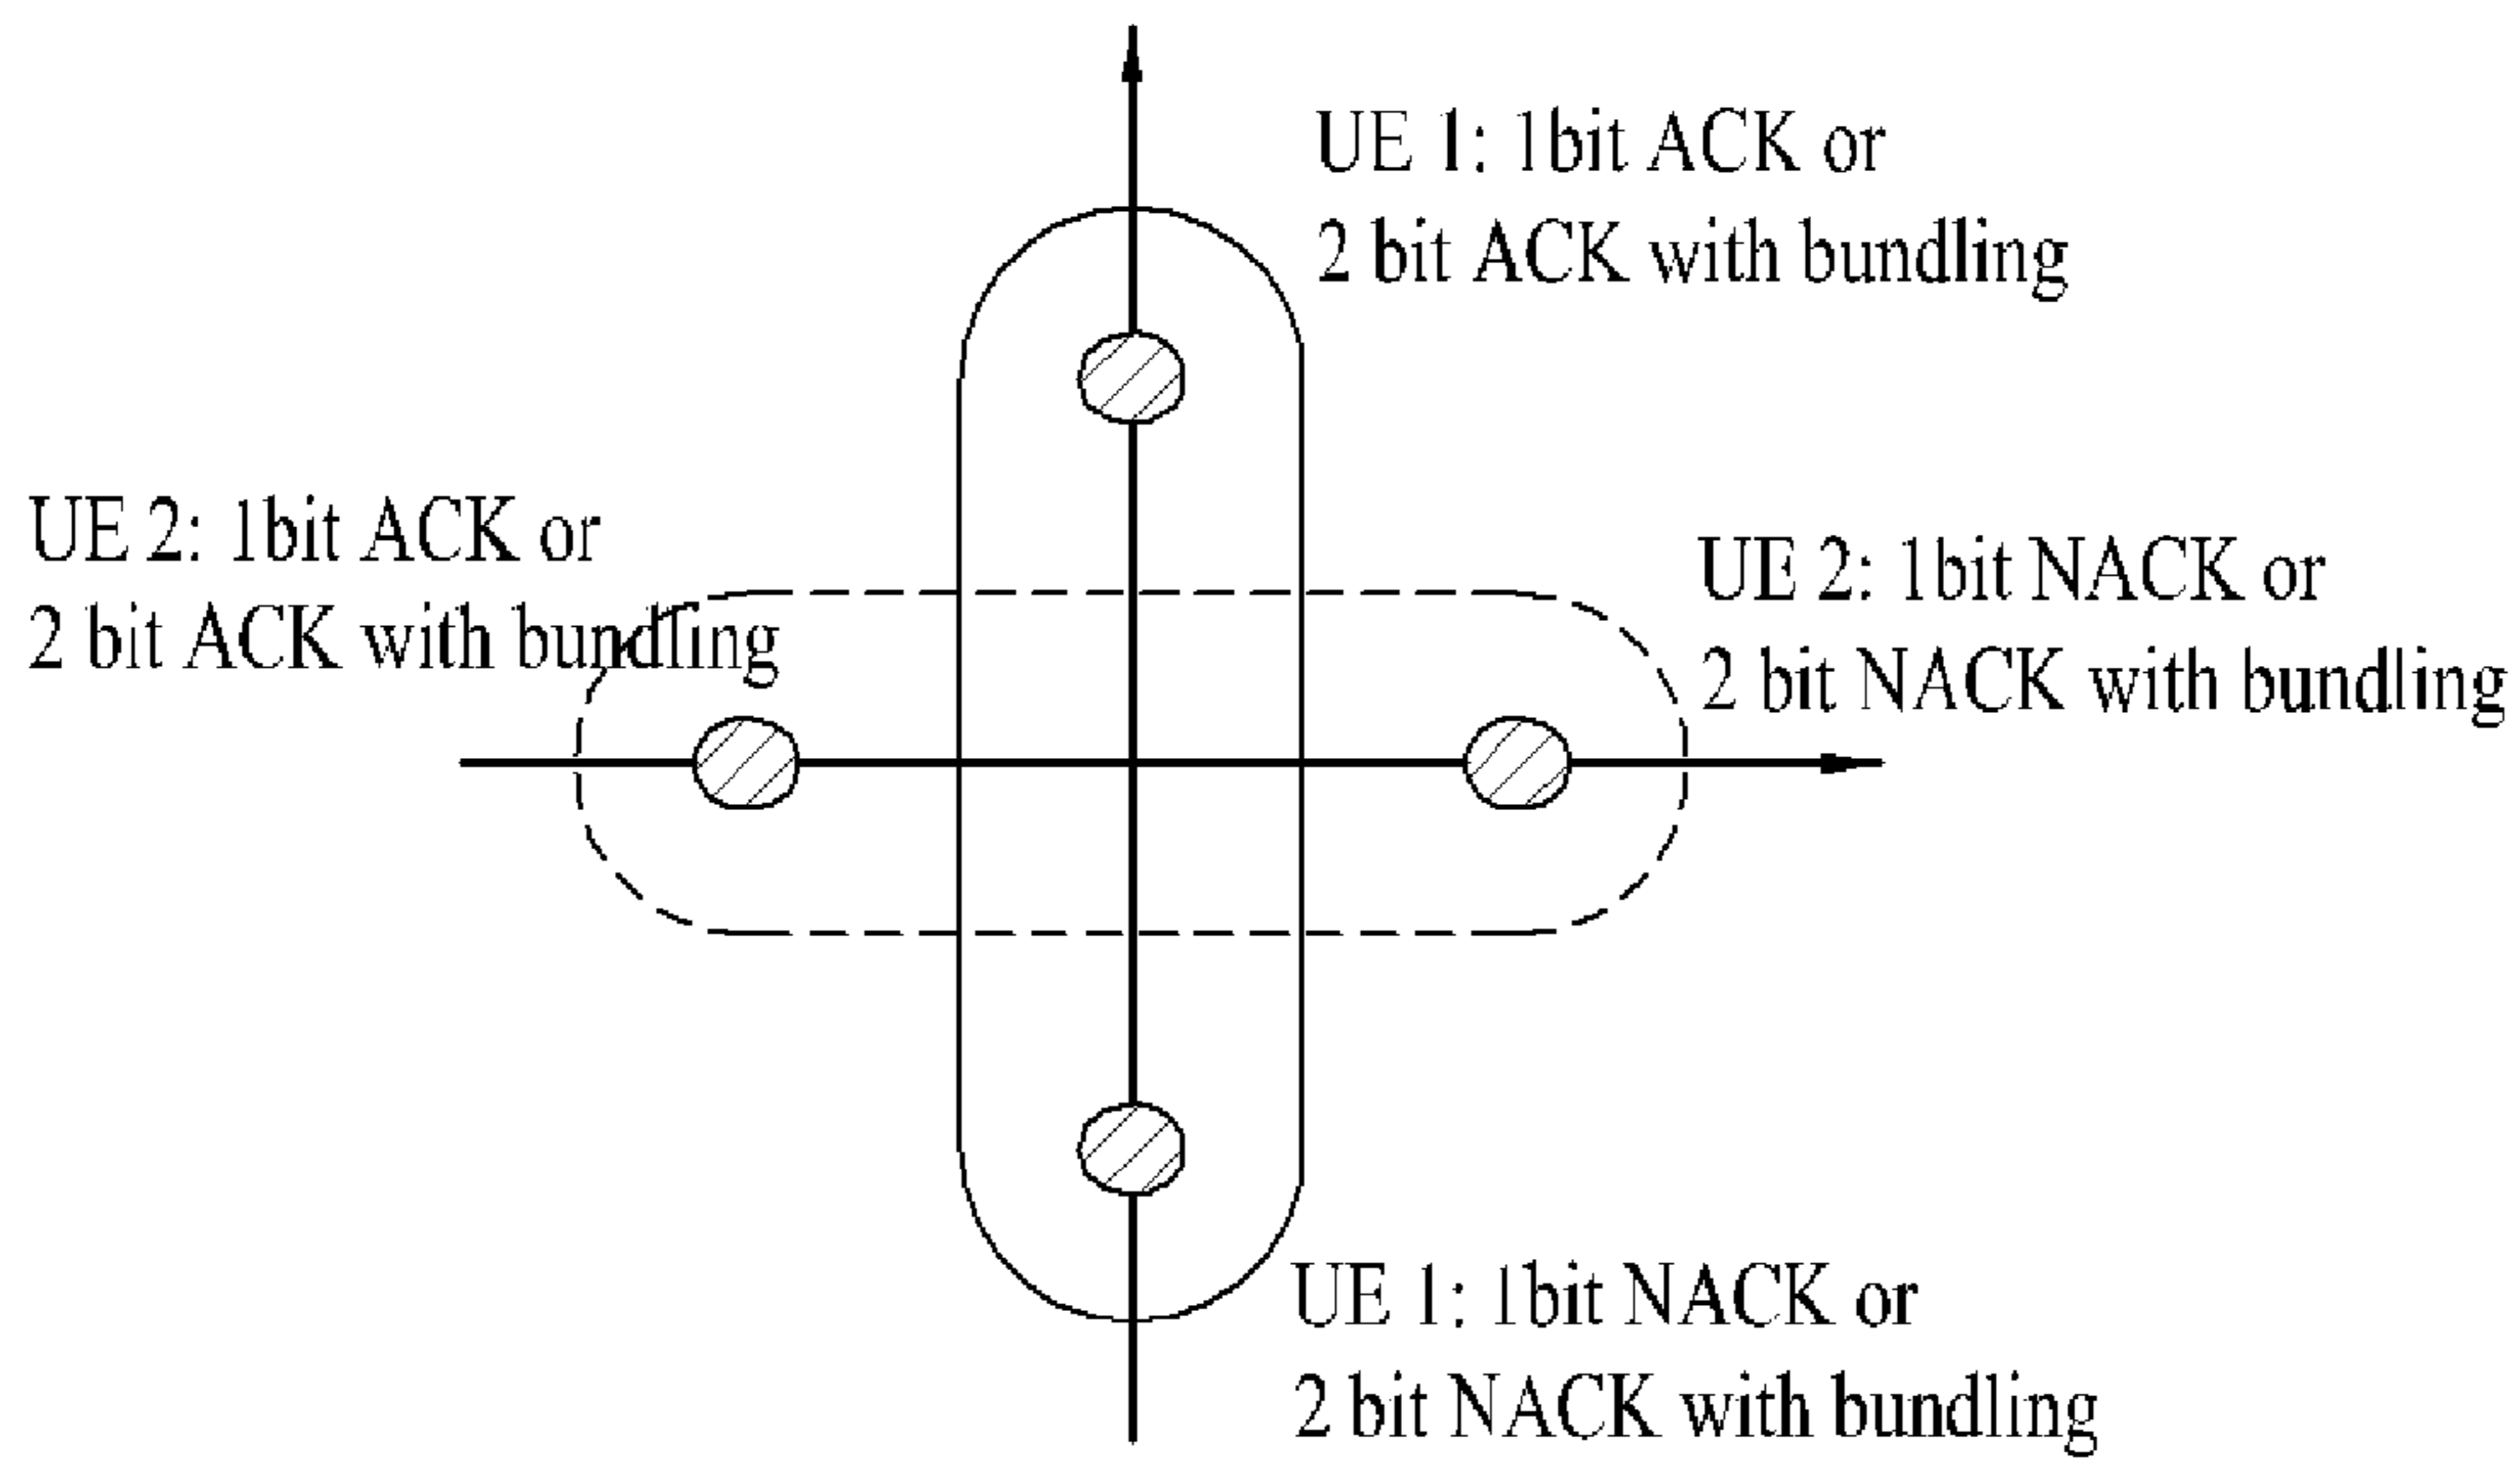 UE 1: 1bit ACK or
2 bit ACK with bundling
UE 2: 1bit ACK or
2 bit ACK with bundling
UE 2: 1bit NACK or
2 bit NACK with bundling
UE 1: 1bit NACK or
2 bit NACK with bundling